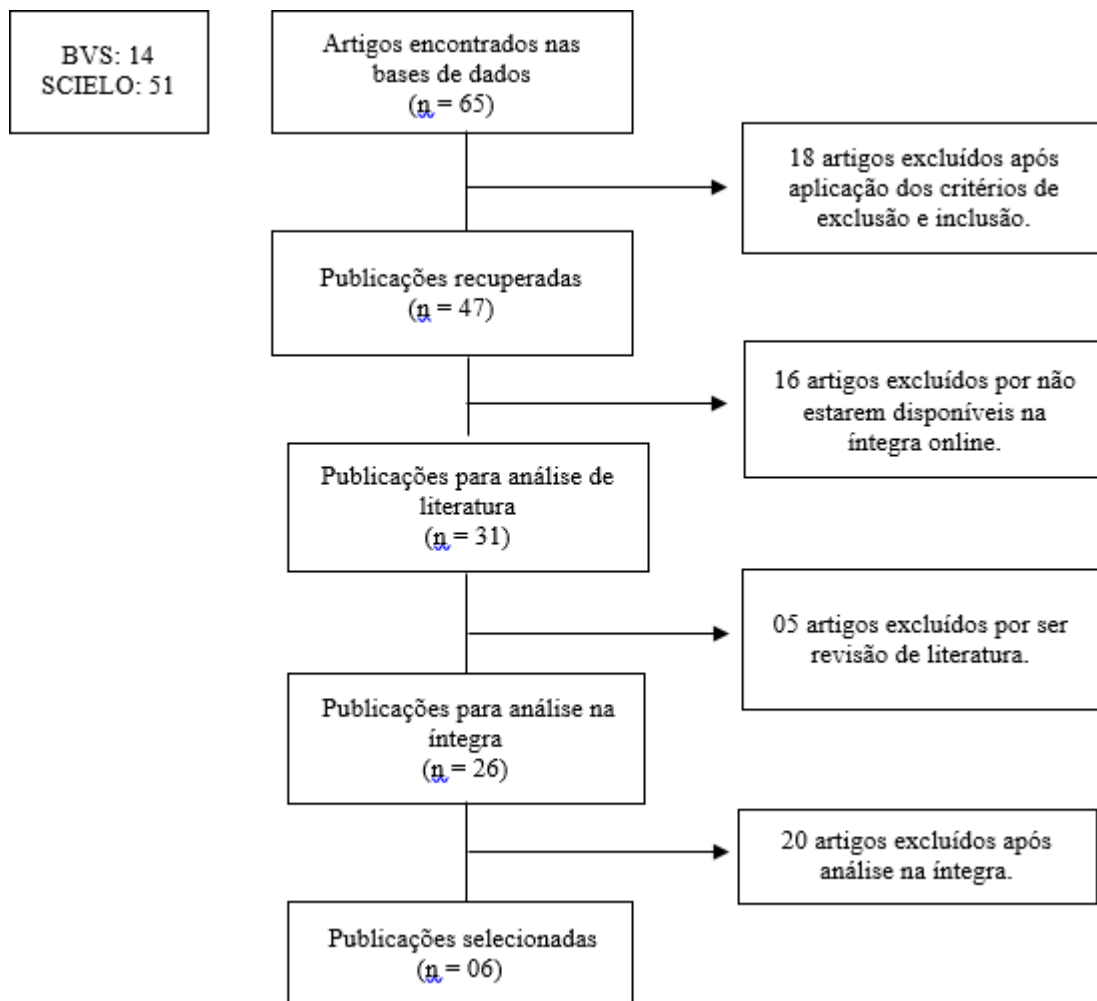 BVS: 14
SCIELO: 51
Artigos encontrados nas
bases de dados
(n = 65)
18 artigos excluídos após
aplicação dos critérios de
exclusão e inclusão.
Publicações recuperadas
(n = 47)
16 artigos excluídos por não
estarem disponíveis na
íntegra online.
Publicações para análise de
literatura
(n = 31)
05 artigos excluídos por ser
revisão de literatura.
Publicações para análise na
íntegra
(n = 26)
20 artigos excluídos após
análise na íntegra.
Publicações selecionadas
(n = 06)